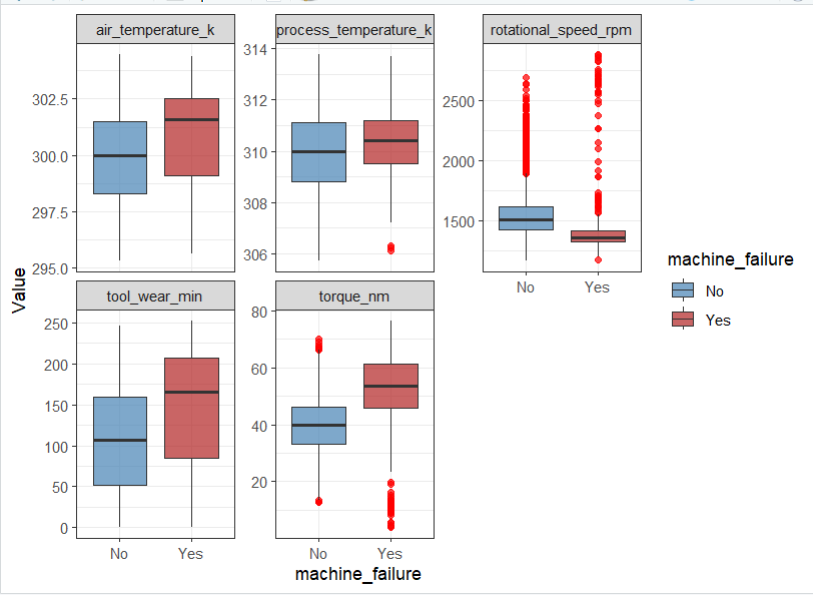 air_temperature_k
process_temperature_k
rotational_speed_rpm
302.5
300.0
297.5
295.0
314
312
310
308
306
2500
2000
1500
No
Yes
Value
machine_failure
No
Yes
tool_wear_min
torque_nm
250
200
150
100
50
0
80
60
40
20
No
Yes
No
Yes
machine_failure